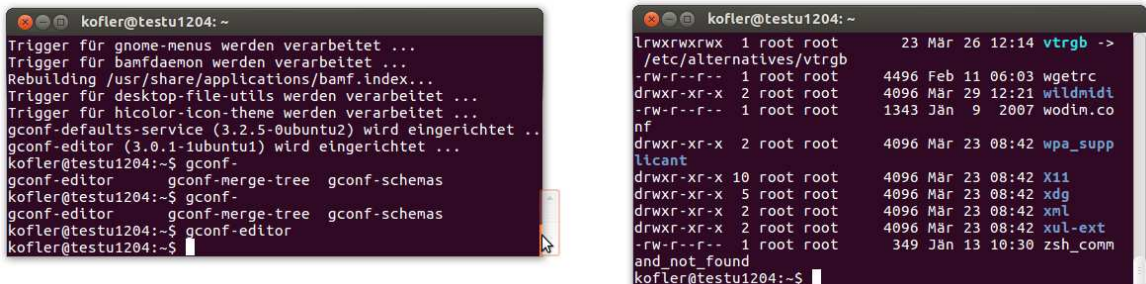 kofler@testu1204: ~
Trigger für gnome-menus werden verarbeitet ...
Trigger für bamfdaemon werden verarbeitet ...
Rebuilding /usr/share/applications/bamf.index...
Trigger für desktop-file-utils werden verarbeitet ...
Trigger für hicolor-icon-theme werden verarbeitet ...
gconf-defaults-service (3.2.5-0ubuntu2) wird eingerichtet ..
gconf-editor (3.0.1-1ubuntu1) wird eingerichtet ...
kofler@testu1204:~$ gconf-
gconf-editor gconf-merge-tree gconf-schemas
kofler@testu1204:~$ gconf-
gconf-editor gconf-merge-tree gconf-schemas
kofler@testu1204:~$ gconf-editor
kofler@testu1204:~$
kofler@testu1204: ~
lrwxrwxrwx 1 root root 23 Mär 26 12:14 vtrgb ->
/etc/alternatives/vtrgb
-rw-r--r-- 1 root root 4496 Feb 11 06:03 wgetrc
drwxr-xr-x 2 root root 4096 Mär 29 12:21 wildmidi
-rw-r--r-- 1 root root 1343 Jän 9 2007 wodim.co
nf
drwxr-xr-x 2 root root 4096 Mär 23 08:42 wpa_supp
licant
drwxr-xr-x 10 root root 4096 Mär 23 08:42 X11
drwxr-xr-x 5 root root 4096 Mär 23 08:42 xdg
drwxr-xr-x 2 root root 4096 Mär 23 08:42 xml
drwxr-xr-x 2 root root 4096 Mär 23 08:42 xul-ext
-rw-r--r-- 1 root root 349 Jän 13 10:30 zsh_comm
and_not_found
kofler@testu1204:~$